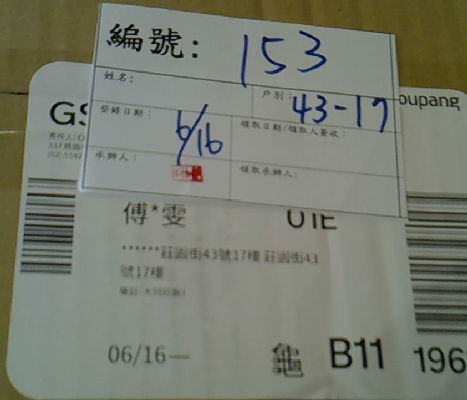 編號: 153
姓名:
戶別: 43-17
登錄日期: 6/16
領取日期/領取人簽收:
承辦人:
領取承辦人:
GS
oupang
傅*雯 01E
******莊園街43號17樓 莊園街43
號17樓
06/16—
龜 B11 196